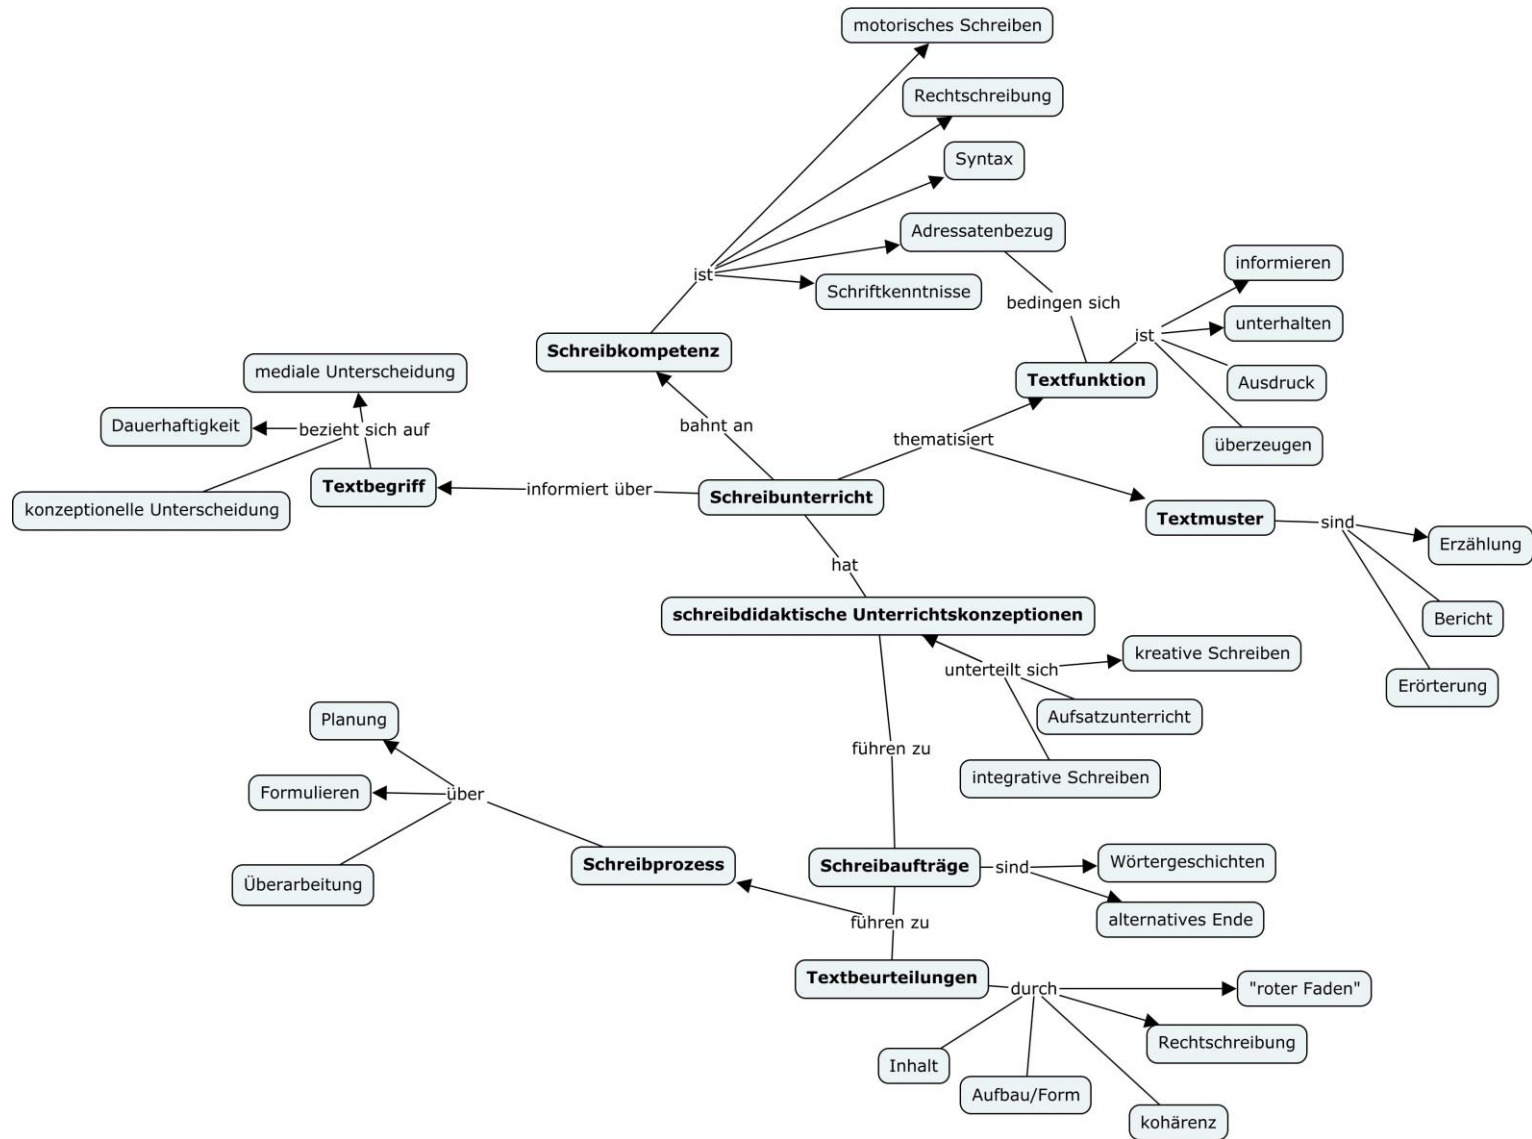 motorisches Schreiben
Rechtschreibung
Syntax
Adressatenbezug
ist
Schriftkenntnisse
informieren
bedingen sich
unterhalten
ist
Schreibkompetenz
mediale Unterscheidung
Textfunktion
Ausdruck
Dauerhaftigkeit
bezieht sich auf
bahnt an
thematisiert
überzeugen
Textbegriff
informiert über
Schreibunterricht
konzeptionelle Unterscheidung
Textmuster
sind
Erzählung
hat
schreibdidaktische Unterrichtskonzeptionen
Bericht
kreative Schreiben
unterteilt sich
Erörterung
Planung
Aufsatzunterricht
führen zu
integrative Schreiben
Formulieren
über
Schreibprozess
Schreibaufträge
sind
Wörtergeschichten
Überarbeitung
alternatives Ende
führen zu
Textbeurteilungen
durch
"roter Faden"
Rechtschreibung
Inhalt
Aufbau/Form
kohärenz